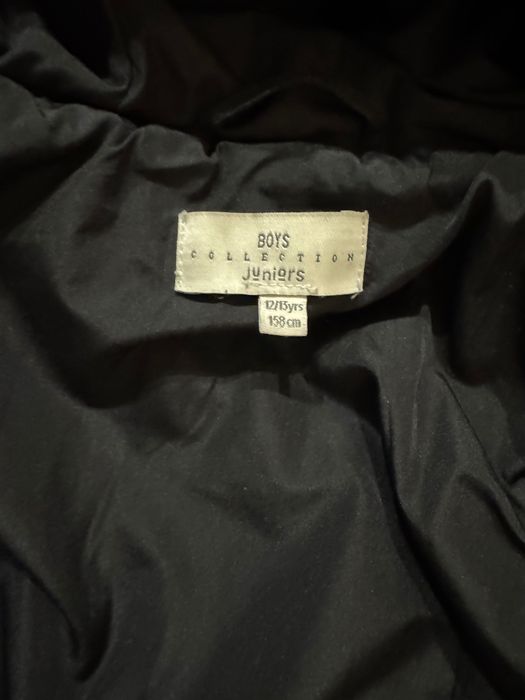 BOYS
COLLECTION
Juniors
12/13yrs
158cm